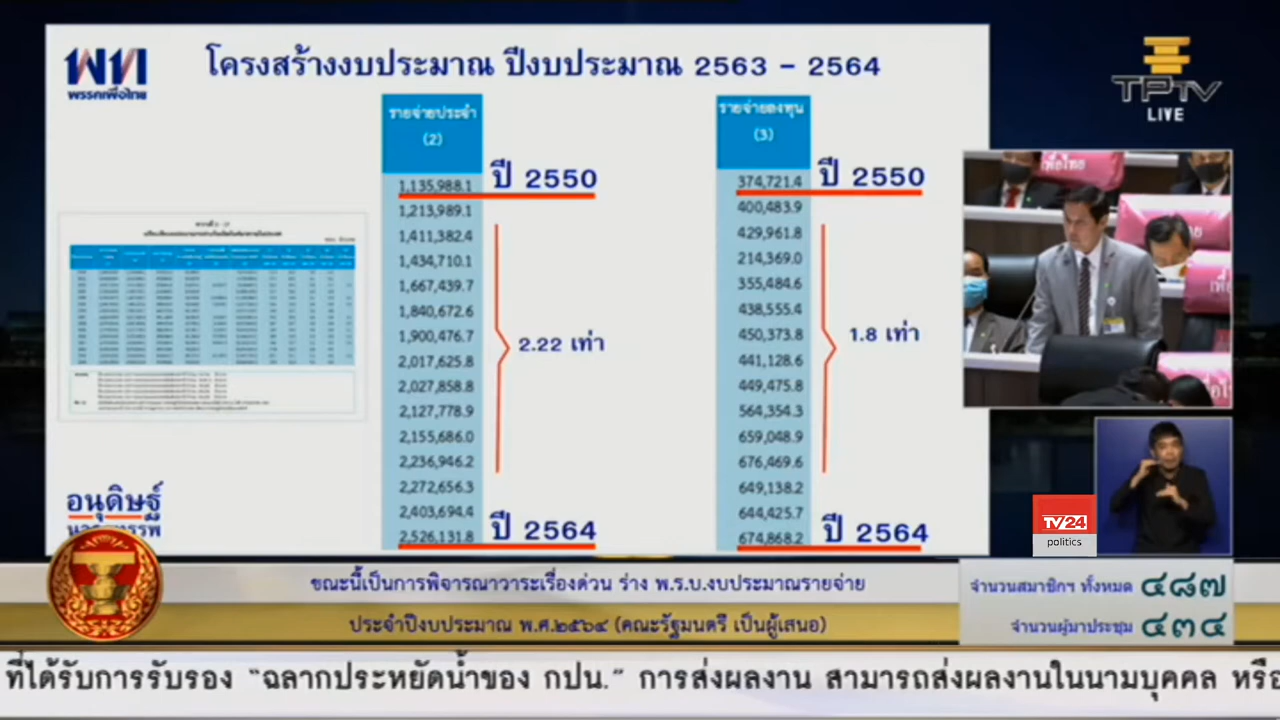 พท
พรรคเพื่อไทย
โครงสร้างงบประมาณ ปีงบประมาณ 2563 - 2564
TPTV
LIVE
รายจ่ายประจำ
(2)
ปี 2550
1,135,988.1
1,213,989.1
1,411,382.4
1,434,710.1
1,667,439.7
1,840,672.6
1,900,476.7
2,017,625.8
2,027,858.8
2,127,778.9
2,155,686.0
2,236,946.2
2,272,656.3
2,403,694.4
2,526,131.8
2.22 เท่า
ปี 2564
รายจ่ายลงทุน
(3)
ปี 2550
374,721.4
400,483.9
429,961.8
214,369.0
355,484.6
438,555.4
450,373.8
441,128.6
449,475.8
564,354.3
659,048.9
676,469.6
649,138.2
644,425.7
674,868.2
1.8 เท่า
ปี 2564
เพื่อไทย
อนุดิษฐ์
TV24
politics
ขณะนี้เป็นการพิจารณาวาระเรื่องด่วน ร่าง พ.ร.บ.งบประมาณรายจ่าย
ประจำปีงบประมาณ พ.ศ.๒๕๖๔ (คณะรัฐมนตรี เป็นผู้เสนอ)
จำนวนสมาชิกฯ ทั้งหมด ๔๘๗
จำนวนผู้มาประชุม ๔๓๔
ที่ได้รับการรับรอง "ฉลากประหยัดน้ำของ กปน." การส่งผลงาน สามารถส่งผลงานในนามบุคคล หรือ